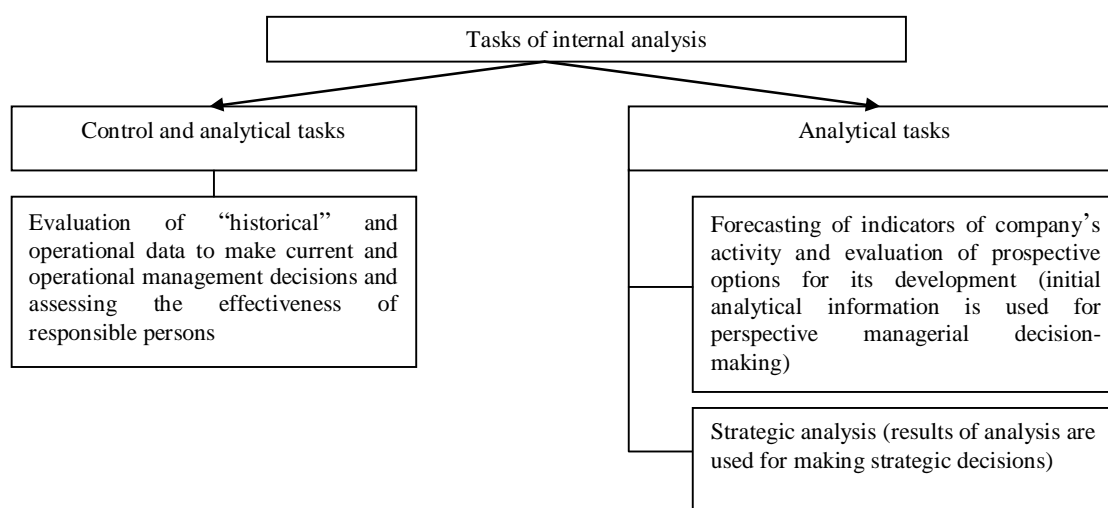 Tasks of internal analysis
Control and analytical tasks
Analytical tasks
Evaluation of “historical” and
operational data to make current and
operational management decisions and
assessing the effectiveness of
responsible persons
Forecasting of indicators of company’s
activity and evaluation of prospective
options for its development (initial
analytical information is used for
perspective managerial decision-
making)
Strategic analysis (results of analysis are
used for making strategic decisions)